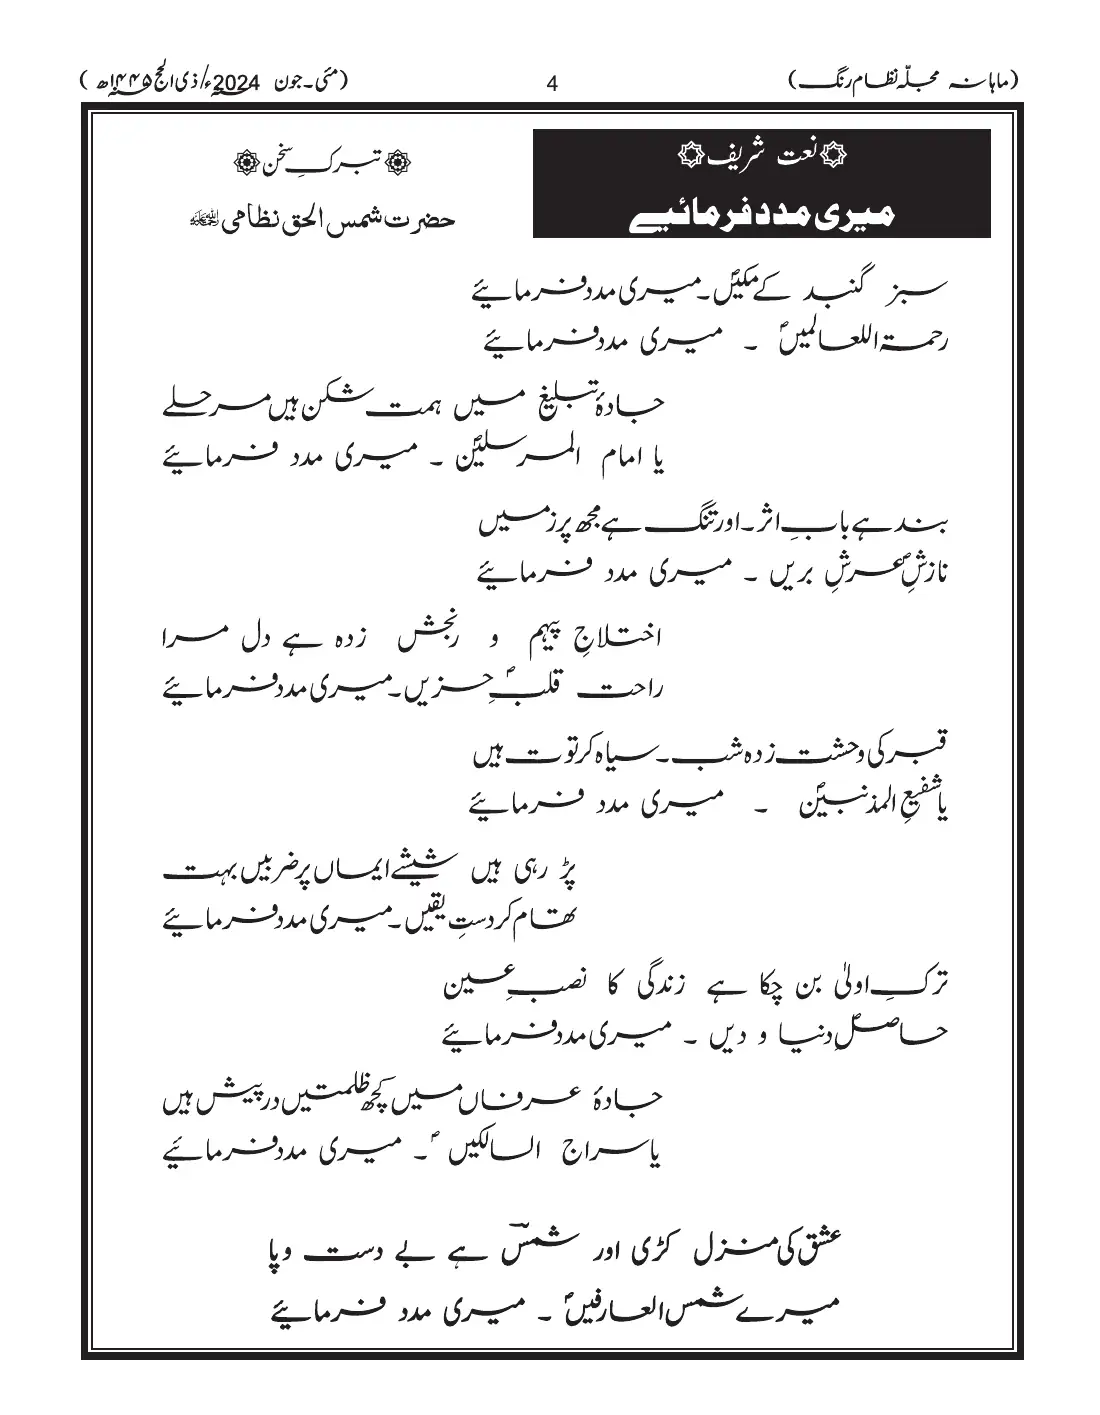 (ماہانہ مجلّہ نظام رنگ)
4
(مئی۔جون 2024ء/ذی الحج ۱۴۴۵ھ)
نعت شریف
میری مدد فرمائیے
تبرکِ سخن
حضرت شمس الحق نظامی
سبز گنبد کے مکیںؐ۔ میری مدد فرمائیے
رحمۃ اللعالمیںؐ ۔ میری مدد فرمائیے
جادۂ تبلیغ میں ہمت شکن ہیں مرحلے
یا امام المرسلیںؐ ۔ میری مدد فرمائیے
بند ہے بابِ اثر۔ اور تنگ ہے مجھ پر زمیں
نازشِؐ عرشِ بریں ۔ میری مدد فرمائیے
اختلاجِ پیہم و رنجش زدہ ہے دل مرا
راحت قلبِؐ حزیں۔ میری مدد فرمائیے
قبر کی وحشت زدہ شب۔ سیاہ کرتوت ہیں
یا شفیعِ المذنبیںؐ ۔ میری مدد فرمائیے
پڑ رہی ہیں شیشے ایماں پر ضربیں بہت
تھام کر دستِ یقیں۔ میری مدد فرمائیے
ترکِ اولیٰ بن چکا ہے زندگی کا نصبِ عین
حاصلِؐ دنیا و دیں ۔ میری مدد فرمائیے
جادۂ عرفاں میں کچھ ظلمتیں درپیش ہیں
یا سراج السالکیںؐ ۔ میری مدد فرمائیے
عشق کی منزل کڑی اور شمسؔ ہے بے دست و پا
میرے شمس العارفیںؐ ۔ میری مدد فرمائیے